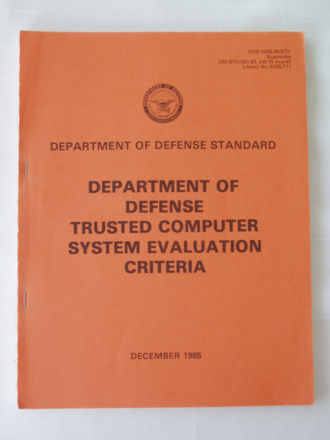 DOD 5200.28-STD
Supersedes
CSC-STD-001-83, dtd 15 Aug 83
Library No. S225,711
DEPARTMENT OF DEFENSE STANDARD
DEPARTMENT OF
DEFENSE
TRUSTED COMPUTER
SYSTEM EVALUATION
CRITERIA
DECEMBER 1985